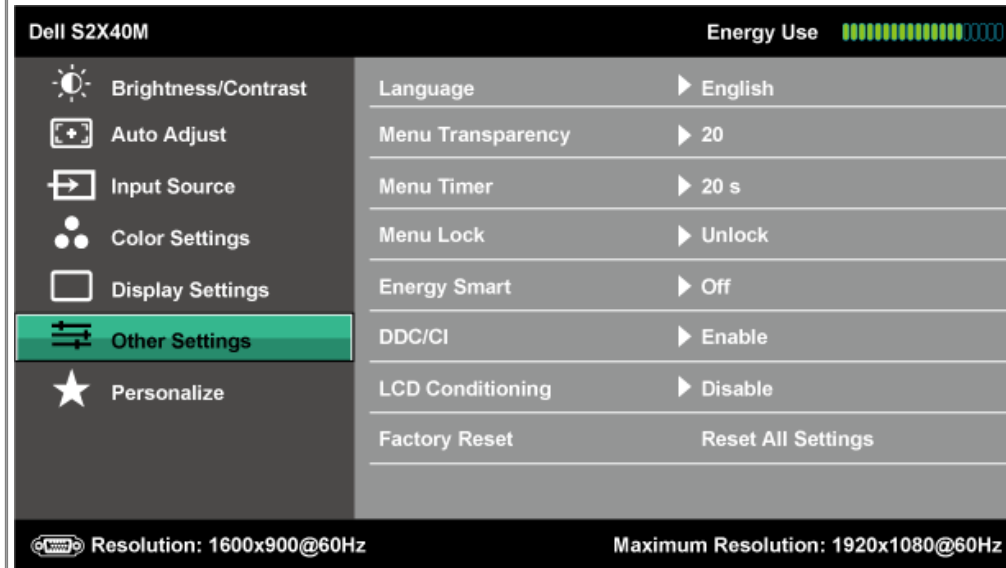 Dell S2X40M Energy Use
Brightness/Contrast
Auto Adjust
Input Source
Color Settings
Display Settings
Other Settings
Personalize
Language English
Menu Transparency 20
Menu Timer 20 s
Menu Lock Unlock
Energy Smart Off
DDC/CI Enable
LCD Conditioning Disable
Factory Reset Reset All Settings
Resolution: 1600x900@60Hz Maximum Resolution: 1920x1080@60Hz